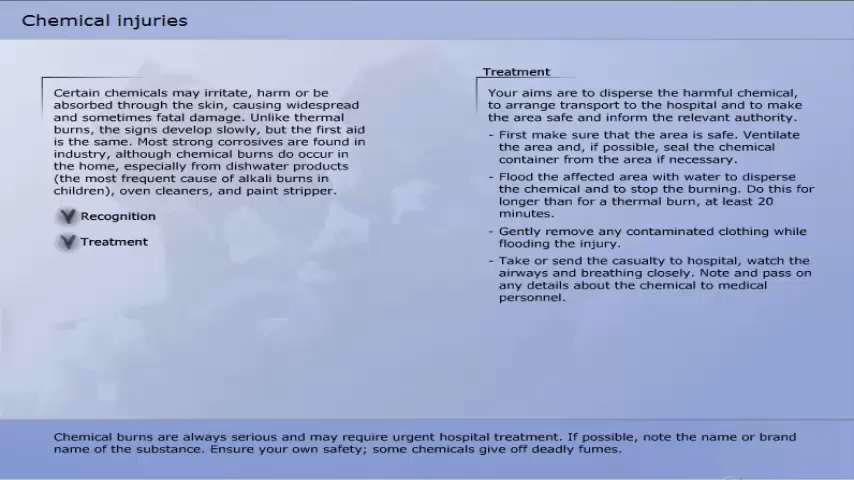 Chemical injuries
Certain chemicals may irritate, harm or be
absorbed through the skin, causing widespread
and sometimes fatal damage. Unlike thermal
burns, the signs develop slowly, but the first aid
is the same. Most strong corrosives are found in
industry, although chemical burns do occur in
the home, especially from dishwater products
(the most frequent cause of alkali burns in
children), oven cleaners, and paint stripper.
Recognition
Treatment
Treatment
Your aims are to disperse the harmful chemical,
to arrange transport to the hospital and to make
the area safe and inform the relevant authority.
- First make sure that the area is safe. Ventilate
the area and, if possible, seal the chemical
container from the area if necessary.
- Flood the affected area with water to disperse
the chemical and to stop the burning. Do this for
longer than for a thermal burn, at least 20
minutes.
- Gently remove any contaminated clothing while
flooding the injury.
- Take or send the casualty to hospital, watch the
airways and breathing closely. Note and pass on
any details about the chemical to medical
personnel.
Chemical burns are always serious and may require urgent hospital treatment. If possible, note the name or brand
name of the substance. Ensure your own safety; some chemicals give off deadly fumes.